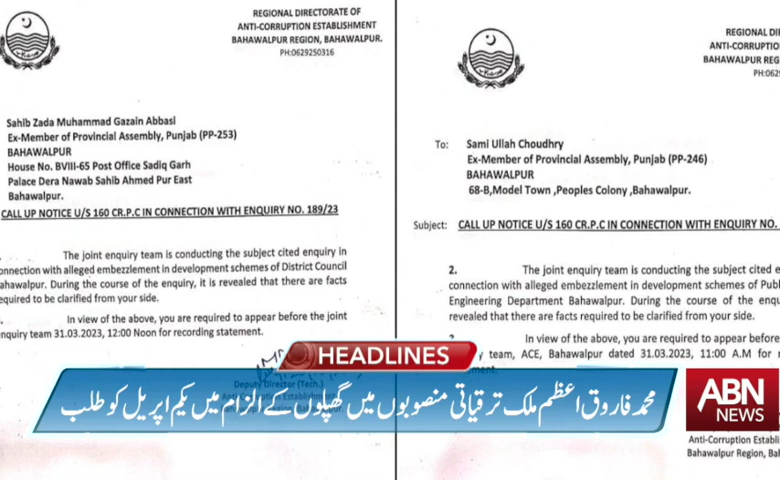 REGIONAL DIRECTORATE OF
ANTI-CORRUPTION ESTABLISHMENT
BAHAWALPUR REGION, BAHAWALPUR.
PH:0629250316
Sahib Zada Muhammad Gazain Abbasi
Ex-Member of Provincial Assembly, Punjab (PP-253)
BAHAWALPUR
House No. BVIII-65 Post Office Sadiq Garh
Palace Dera Nawab Sahib Ahmed Pur East
Bahawalpur.
CALL UP NOTICE U/S 160 CR.P.C IN CONNECTION WITH ENQUIRY NO. 189/23
The joint enquiry team is conducting the subject cited enquiry in
onnection with alleged embezzlement in development schemes of District Council
ahawalpur. During the course of the enquiry, it is revealed that there are facts
equired to be clarified from your side.
In view of the above, you are required to appear before the joint
nquiry team 31.03.2023, 12:00 Noon for recording statement.
Deputy Director (Tech.)
REGIONAL DI
ANTI-CORRUPTION
BAHAWALPUR REG
PH:062
To: Sami Ullah Choudhry
Ex-Member of Provincial Assembly, Punjab (PP-246)
BAHAWALPUR
68-B,Model Town ,Peoples Colony ,Bahawalpur.
Subject: CALL UP NOTICE U/S 160 CR.P.C IN CONNECTION WITH ENQUIRY NO.
2. The joint enquiry team is conducting the subject cited e
connection with alleged embezzlement in development schemes of Publ
Engineering Department Bahawalpur. During the course of the enqu
revealed that there are facts required to be clarified from your side.
In view of the above, you are required to appear before
team, ACE, Bahawalpur dated 31.03.2023, 11:00 A.M for r
Anti-Corruption Establi
Bahawalpur Region, Bah
HEADLINES
محمد فاروق اعظم ملک ترقیاتی منصوبوں میں گھپلوں کے الزام میں یکم اپریل کو طلب
ABN
NEWS